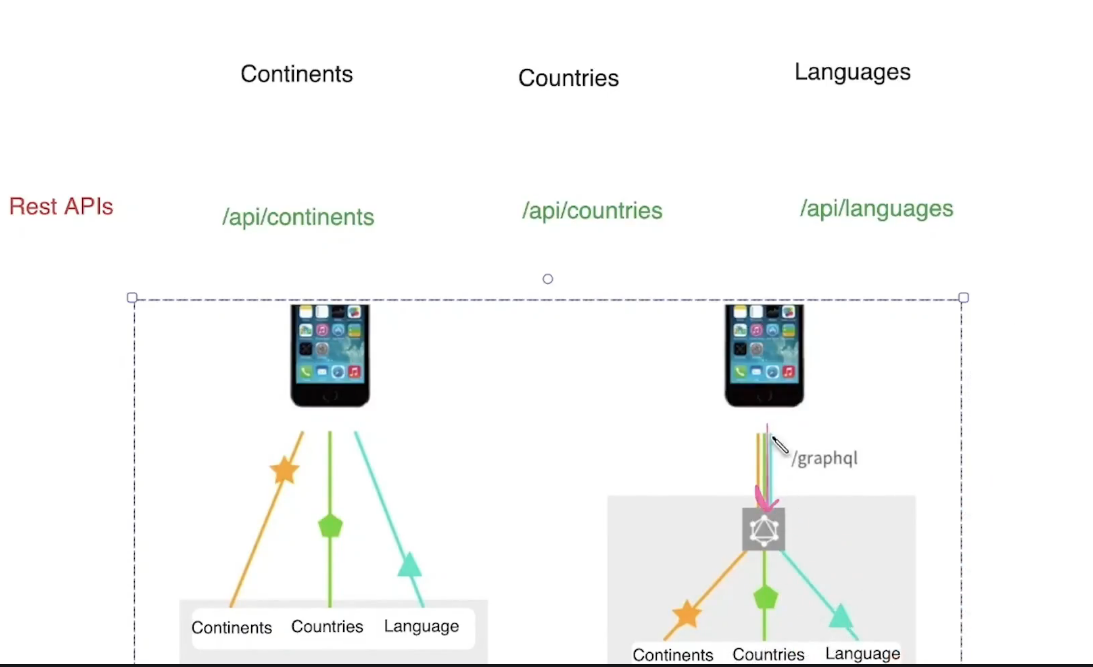 Continents
Countries
Languages
Rest APIs
/api/continents
/api/countries
/api/languages
/graphql
Continents
Countries
Language
Continents
Countries
Language